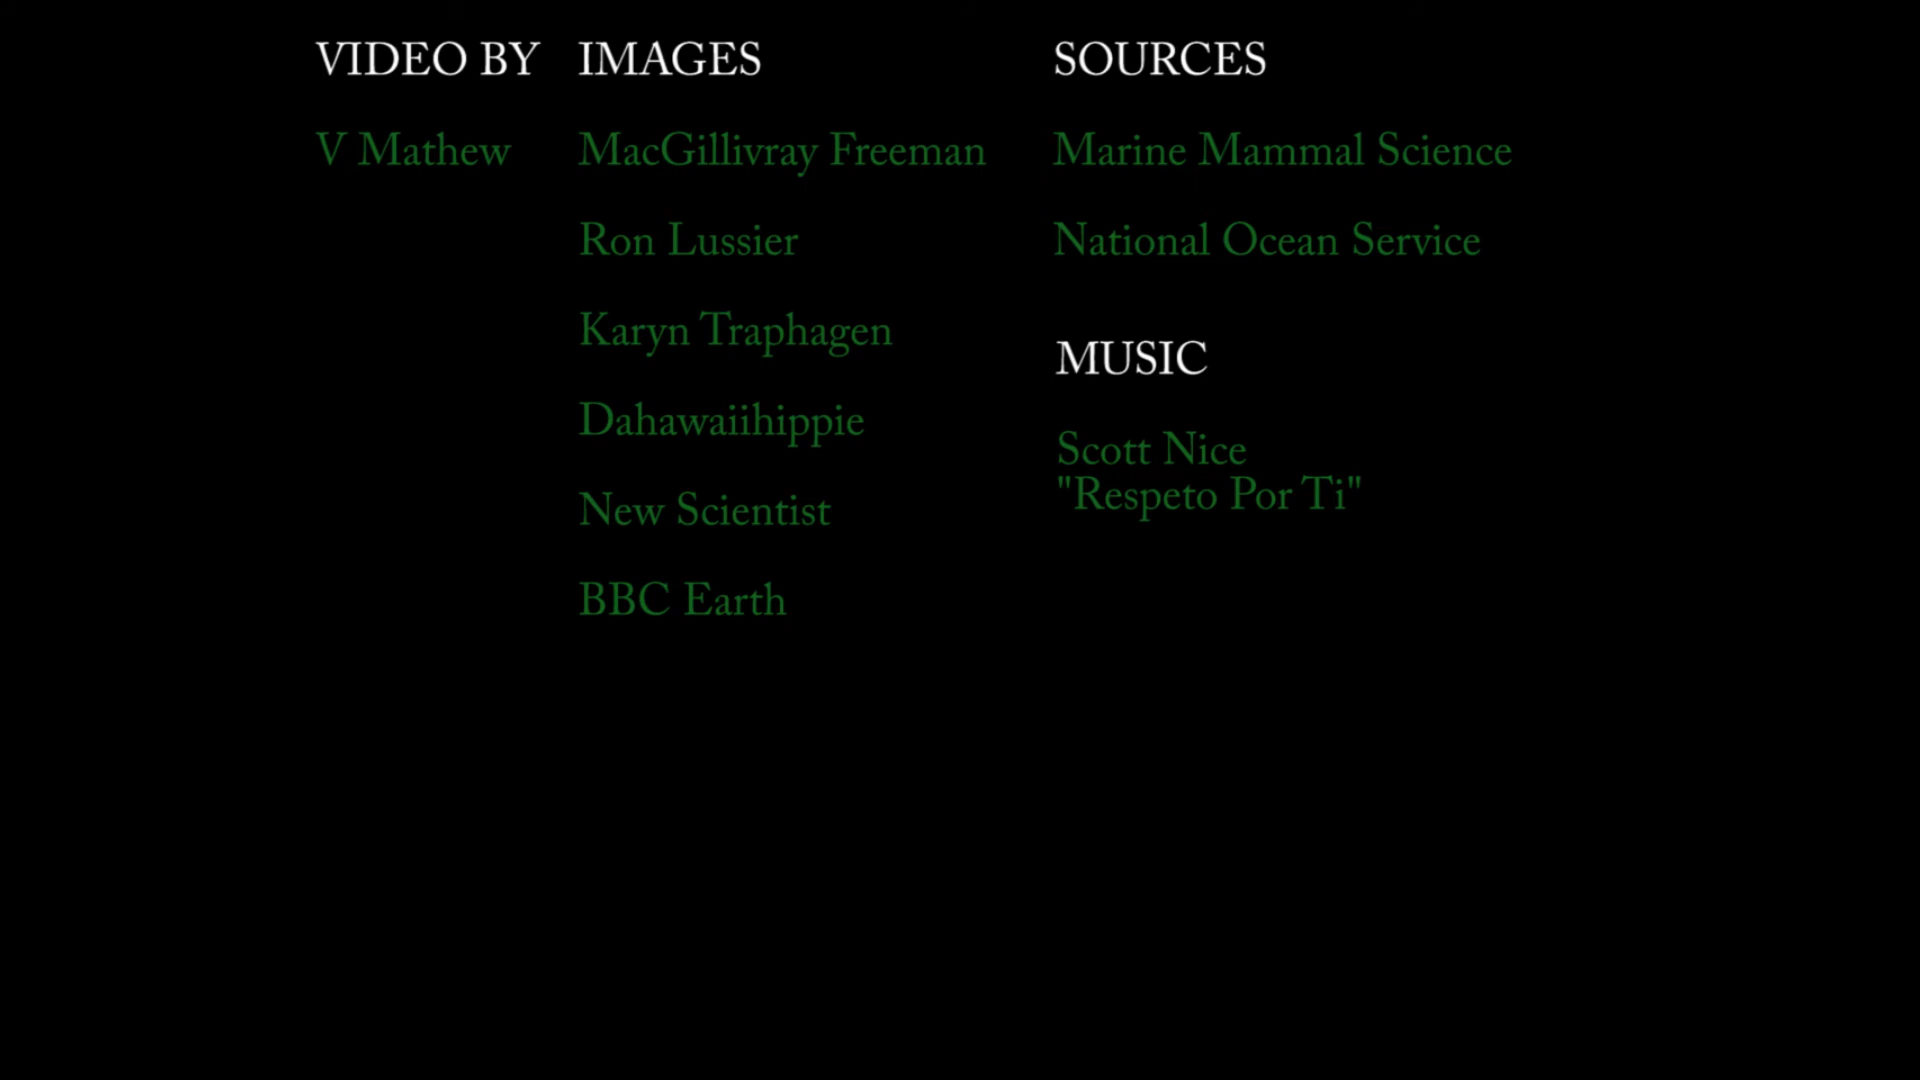 VIDEO BY
V Mathew
IMAGES
MacGillivray Freeman
Ron Lussier
Karyn Traphagen
Dahawaiihippie
New Scientist
BBC Earth
SOURCES
Marine Mammal Science
National Ocean Service
MUSIC
Scott Nice
"Respeto Por Ti"